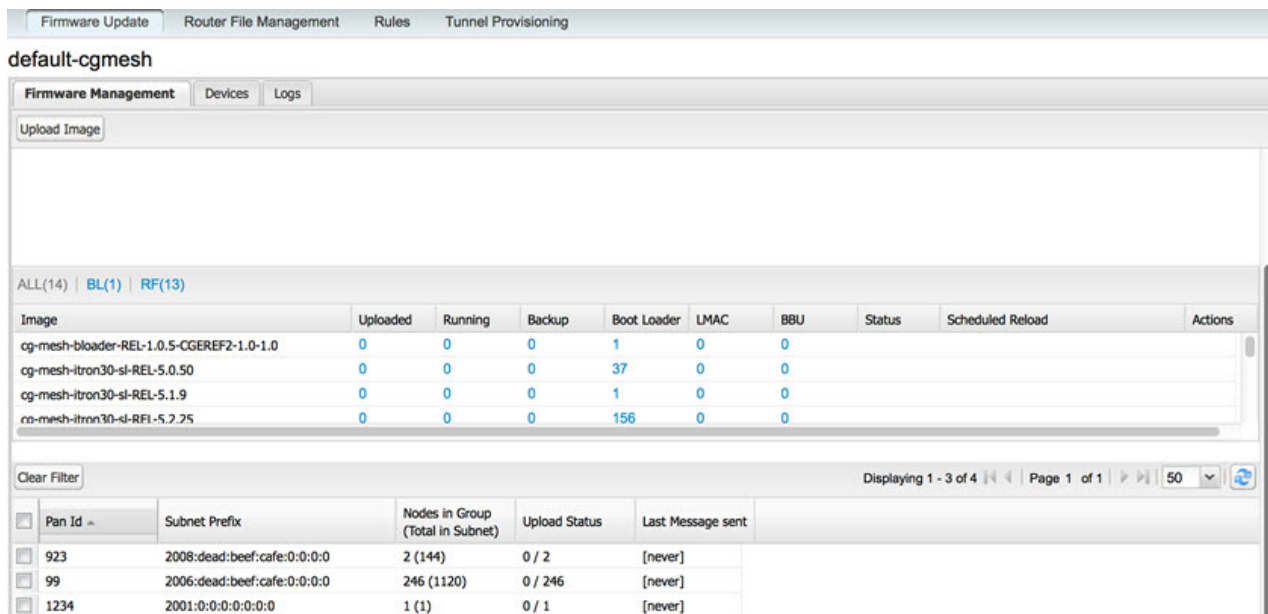 Firmware Update Router File Management Rules Tunnel Provisioning
default-cgmesh
Firmware Management Devices Logs
Upload Image
ALL(14) | BL(1) | RF(13)
Image Uploaded Running Backup Boot Loader LMAC BBU Status Scheduled Reload Actions
cg-mesh-bloader-REL-1.0.5-CGEREF2-1.0-1.0 0 0 0 1 0 0
cg-mesh-itron30-sl-REL-5.0.50 0 0 0 37 0 0
cg-mesh-itron30-sl-REL-5.1.9 0 0 0 1 0 0
cg-mesh-itron30-sl-REL-5.2.25 0 0 0 156 0 0
Clear Filter Displaying 1 - 3 of 4 | Page 1 of 1 | 50
Pan Id Subnet Prefix Nodes in Group (Total in Subnet) Upload Status Last Message sent
923 2008:dead:beef:cafe:0:0:0:0 2 (144) 0 / 2 [never]
99 2006:dead:beef:cafe:0:0:0:0 246 (1120) 0 / 246 [never]
1234 2001:0:0:0:0:0:0:0 1 (1) 0 / 1 [never]